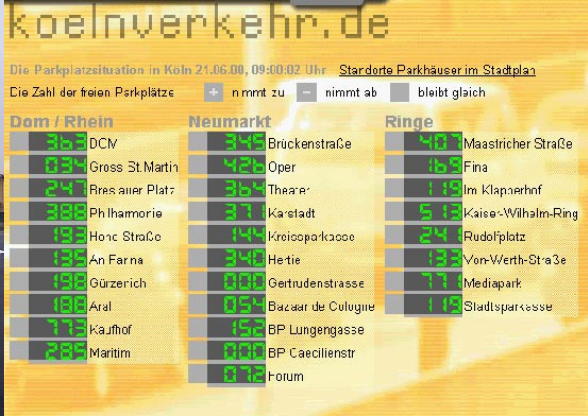 koelnverkehr.de
Die Parkplatzsituation in Köln 21.06.00, 09:00:02 Uhr Standorte Parkhäuser im Stadtplan
Die Zahl der freien Parkplätze + nimmt zu - nimmt ab bleibt gleich
Dom / Rhein Neumarkt Ringe
363 DOM 345 Brückenstraße 407 Maastricher Straße
034 Gross St.Martin 426 Oper 169 Fina
247 Breslauer Platz 364 Theater 119 Im Klapperhof
388 Philharmonie 371 Karstadt 513 Kaiser-Wilhelm-Ring
193 Hohe Straße 144 Kreissparkasse 241 Rudolfplatz
135 An Farina 340 Hertie 133 Von-Werth-Straße
198 Gürzenich 000 Gertrudenstrasse 771 Mediapark
188 Aral 054 Bazaar de Cologne 119 Stadtsparkasse
773 Kaufhof 152 BP Lungengasse
285 Maritim 000 BP Caecilienstr
072 Forum